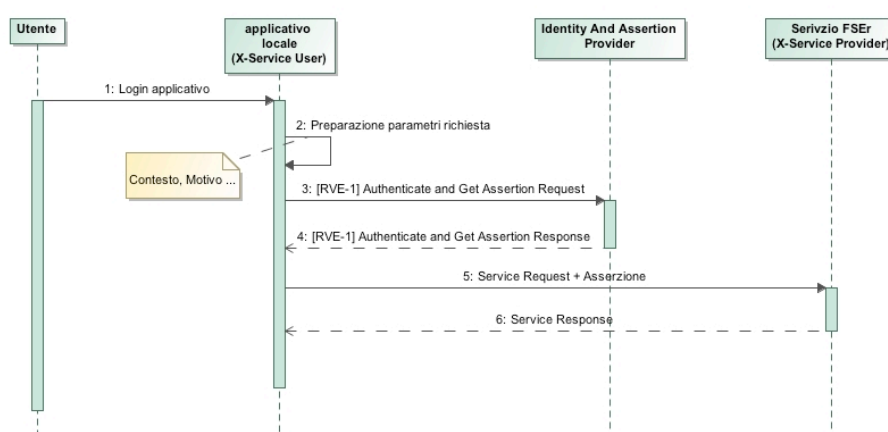 Utente
applicativo
locale
(X-Service User)
Identity And Assertion
Provider
Serivzio FSEr
(X-Service Provider)
1: Login applicativo
2: Preparazione parametri richiesta
Contesto, Motivo ...
3: [RVE-1] Authenticate and Get Assertion Request
4: [RVE-1] Authenticate and Get Assertion Response
5: Service Request + Asserzione
6: Service Response